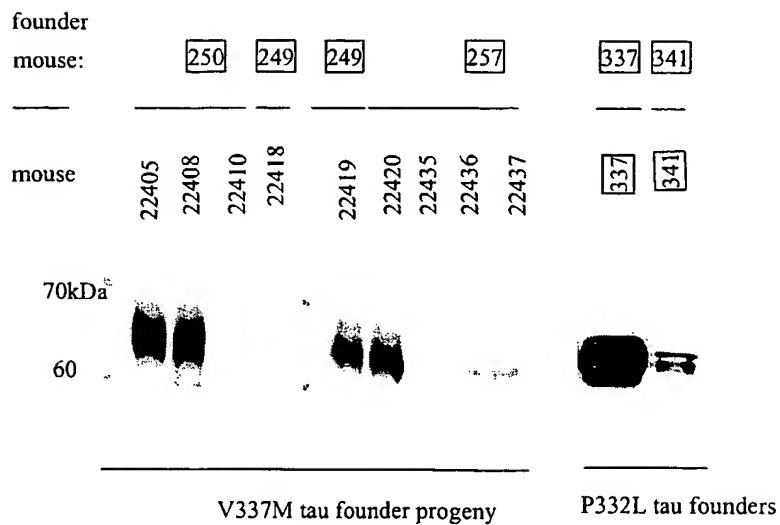 founder
mouse: 250 249 249 257 337 341
mouse 22405 22408 22410 22418 22419 22420 22435 22436 22437 337 341
70kDa
60
V337M tau founder progeny P332L tau founders